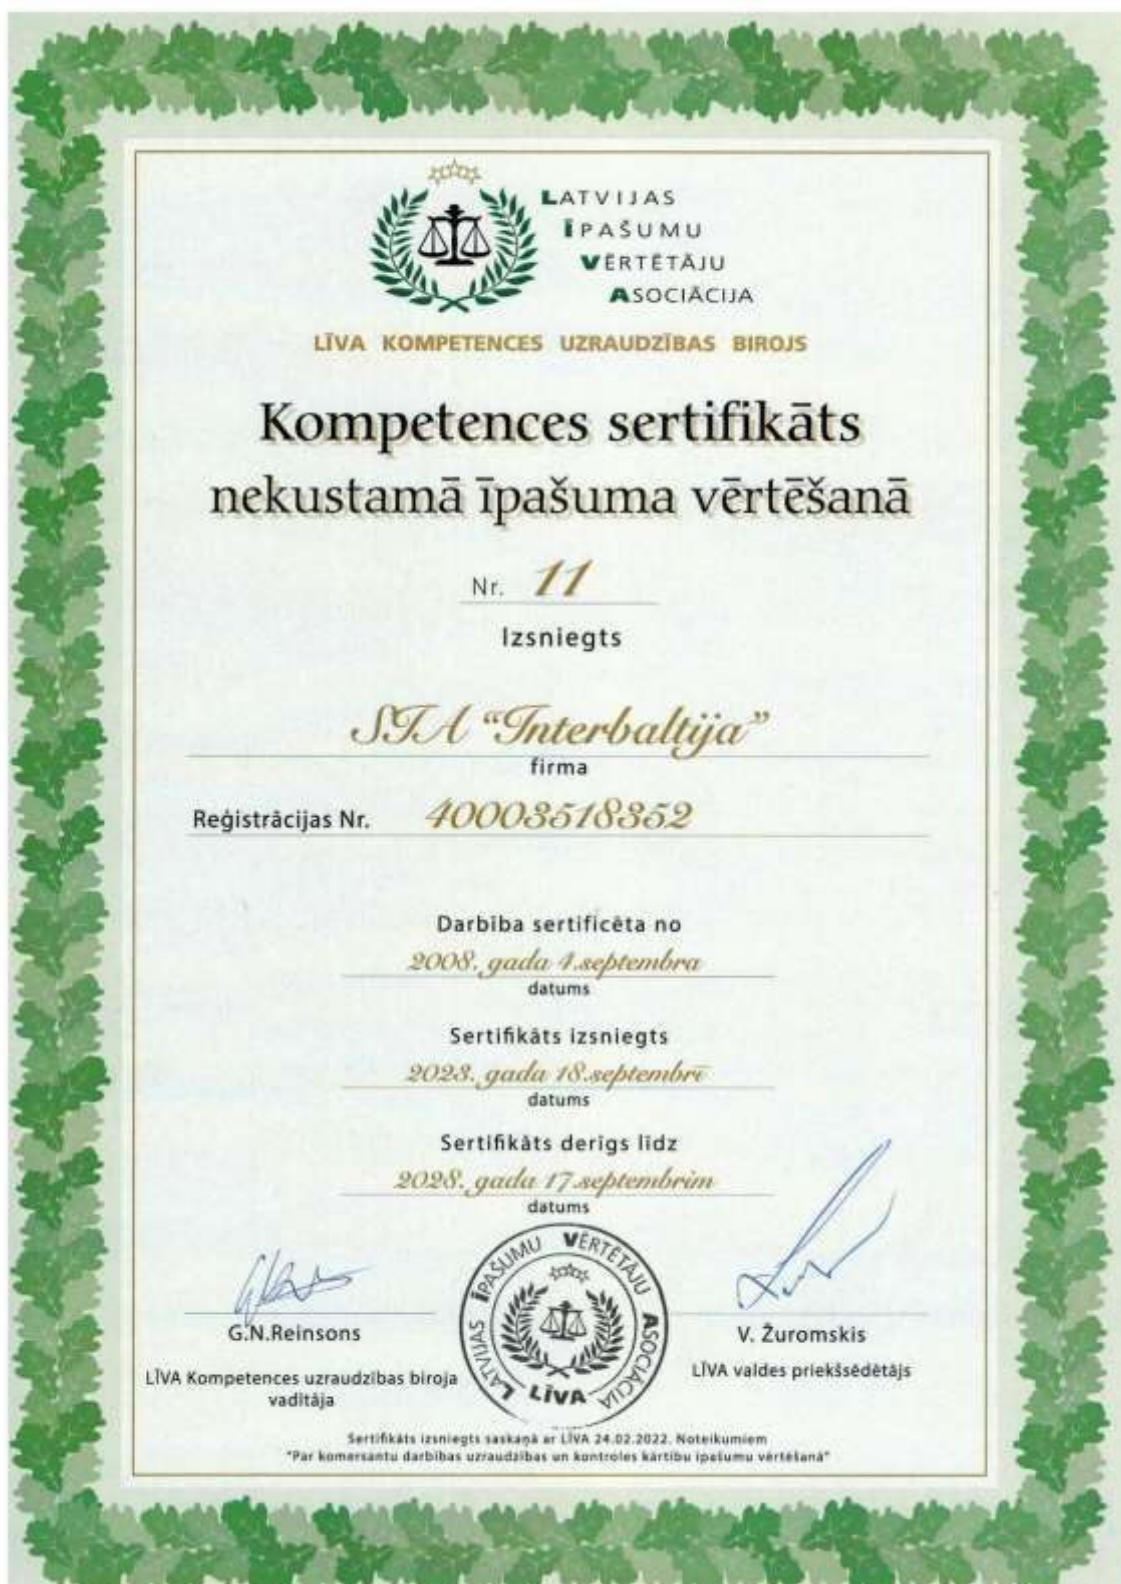 LATVIJAS
ĪPAŠUMU
VĒRTĒTĀJU
ASOCIĀCIJA
LĪVA KOMPETENCES UZRAUDZĪBAS BIROJS
Kompetences sertifikāts
nekustamā īpašuma vērtēšanā
Nr. 11
Izsniegts
SIA “Interbaltija”
firma
Reģistrācijas Nr. 40003518352
Darbība sertificēta no
2008. gada 4.septembra
datums
Sertifikāts izsniegts
2023. gada 18.septembrī
datums
Sertifikāts derīgs līdz
2028. gada 17.septembrim
datums
LATVIJAS ĪPAŠUMU VĒRTĒTĀJU ASOCIĀCIJA
LĪVA
G.N.Reinsons
LĪVA Kompetences uzraudzības biroja
vadītāja
V. Žuromskis
LĪVA valdes priekšsēdētājs
Sertifikāts izsniegts saskaņā ar LĪVA 24.02.2022. Noteikumiem
"Par komersantu darbības uzraudzības un kontroles kārtību īpašumu vērtēšanā"